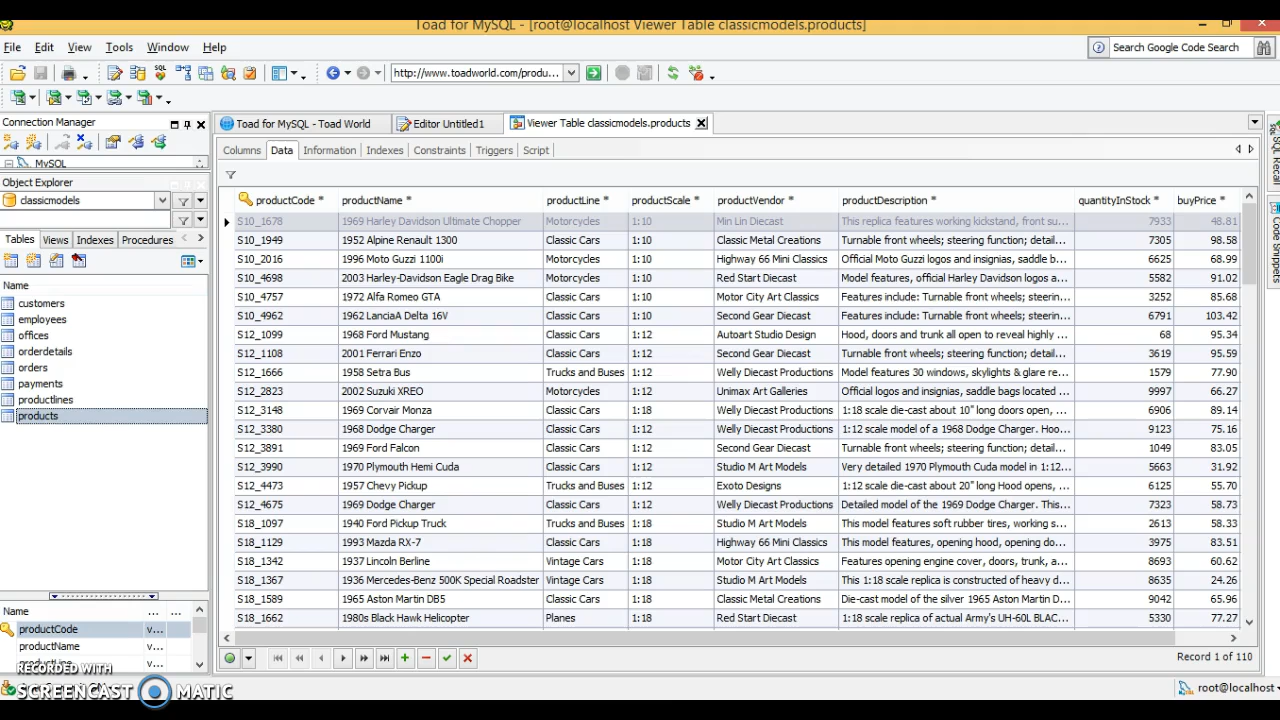 Toad for MySQL - [root@localhost Viewer Table classicmodels.products]
File Edit View Tools Window Help Search Google Code Search
http://www.toadworld.com/produ...
Connection Manager
Toad for MySQL - Toad World Editor Untitled1 Viewer Table classicmodels.products
Columns Data Information Indexes Constraints Triggers Script
MySQL
Object Explorer
classicmodels
Tables Views Indexes Procedures
Name
customers
employees
offices
orderdetails
orders
payments
productlines
products
productCode * productName * productLine * productScale * productVendor * productDescription * quantityInStock * buyPrice *
S10_1678 1969 Harley Davidson Ultimate Chopper Motorcycles 1:10 Min Lin Diecast This replica features working kickstand, front su... 7933 48.81
S10_1949 1952 Alpine Renault 1300 Classic Cars 1:10 Classic Metal Creations Turnable front wheels; steering function; detail... 7305 98.58
S10_2016 1996 Moto Guzzi 1100i Motorcycles 1:10 Highway 66 Mini Classics Official Moto Guzzi logos and insignias, saddle b... 6625 68.99
S10_4698 2003 Harley-Davidson Eagle Drag Bike Motorcycles 1:10 Red Start Diecast Model features, official Harley Davidson logos a... 5582 91.02
S10_4757 1972 Alfa Romeo GTA Classic Cars 1:10 Motor City Art Classics Features include: Turnable front wheels; steerin... 3252 85.68
S10_4962 1962 LanciaA Delta 16V Classic Cars 1:10 Second Gear Diecast Features include: Turnable front wheels; steerin... 6791 103.42
S12_1099 1968 Ford Mustang Classic Cars 1:12 Autoart Studio Design Hood, doors and trunk all open to reveal highly ... 68 95.34
S12_1108 2001 Ferrari Enzo Classic Cars 1:12 Second Gear Diecast Turnable front wheels; steering function; detail... 3619 95.59
S12_1666 1958 Setra Bus Trucks and Buses 1:12 Welly Diecast Productions Model features 30 windows, skylights & glare re... 1579 77.90
S12_2823 2002 Suzuki XREO Motorcycles 1:12 Unimax Art Galleries Official logos and insignias, saddle bags located ... 9997 66.27
S12_3148 1969 Corvair Monza Classic Cars 1:18 Welly Diecast Productions 1:18 scale die-cast about 10" long doors open, ... 6906 89.14
S12_3380 1968 Dodge Charger Classic Cars 1:12 Welly Diecast Productions 1:12 scale model of a 1968 Dodge Charger. Hoo... 9123 75.16
S12_3891 1969 Ford Falcon Classic Cars 1:12 Second Gear Diecast Turnable front wheels; steering function; detail... 1049 83.05
S12_3990 1970 Plymouth Hemi Cuda Classic Cars 1:12 Studio M Art Models Very detailed 1970 Plymouth Cuda model in 1:12... 5663 31.92
S12_4473 1957 Chevy Pickup Trucks and Buses 1:12 Exoto Designs 1:12 scale die-cast about 20" long Hood opens, ... 6125 55.70
S12_4675 1969 Dodge Charger Classic Cars 1:12 Welly Diecast Productions Detailed model of the 1969 Dodge Charger. This... 7323 58.73
S18_1097 1940 Ford Pickup Truck Trucks and Buses 1:18 Studio M Art Models This model features soft rubber tires, working s... 2613 58.33
S18_1129 1993 Mazda RX-7 Classic Cars 1:18 Highway 66 Mini Classics This model features, opening hood, opening do... 3975 83.51
S18_1342 1937 Lincoln Berline Vintage Cars 1:18 Motor City Art Classics Features opening engine cover, doors, trunk, a... 8693 60.62
S18_1367 1936 Mercedes-Benz 500K Special Roadster Vintage Cars 1:18 Studio M Art Models This 1:18 scale replica is constructed of heavy d... 8635 24.26
S18_1589 1965 Aston Martin DB5 Classic Cars 1:18 Classic Metal Creations Die-cast model of the silver 1965 Aston Martin D... 9042 65.96
S18_1662 1980s Black Hawk Helicopter Planes 1:18 Red Start Diecast 1:18 scale replica of actual Army's UH-60L BLAC... 5330 77.27
SQL Recall
Code Snippets
Name ... ...
productCode v...
productName v...
Record 1 of 110
RECORDED WITH
SCREENCAST MATIC
root@localhost